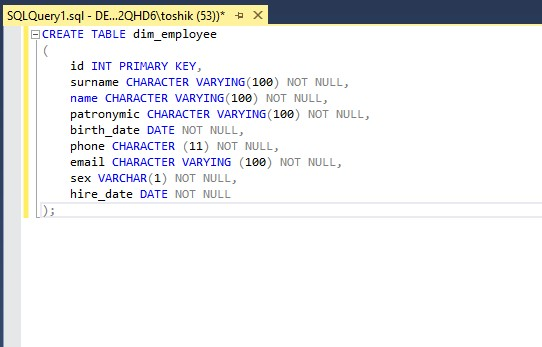 SQLQuery1.sql - DE...2QHD6\toshik (53))*
CREATE TABLE dim_employee
(
id INT PRIMARY KEY,
surname CHARACTER VARYING(100) NOT NULL,
name CHARACTER VARYING(100) NOT NULL,
patronymic CHARACTER VARYING(100) NOT NULL,
birth_date DATE NOT NULL,
phone CHARACTER (11) NOT NULL,
email CHARACTER VARYING (100) NOT NULL,
sex VARCHAR(1) NOT NULL,
hire_date DATE NOT NULL
);